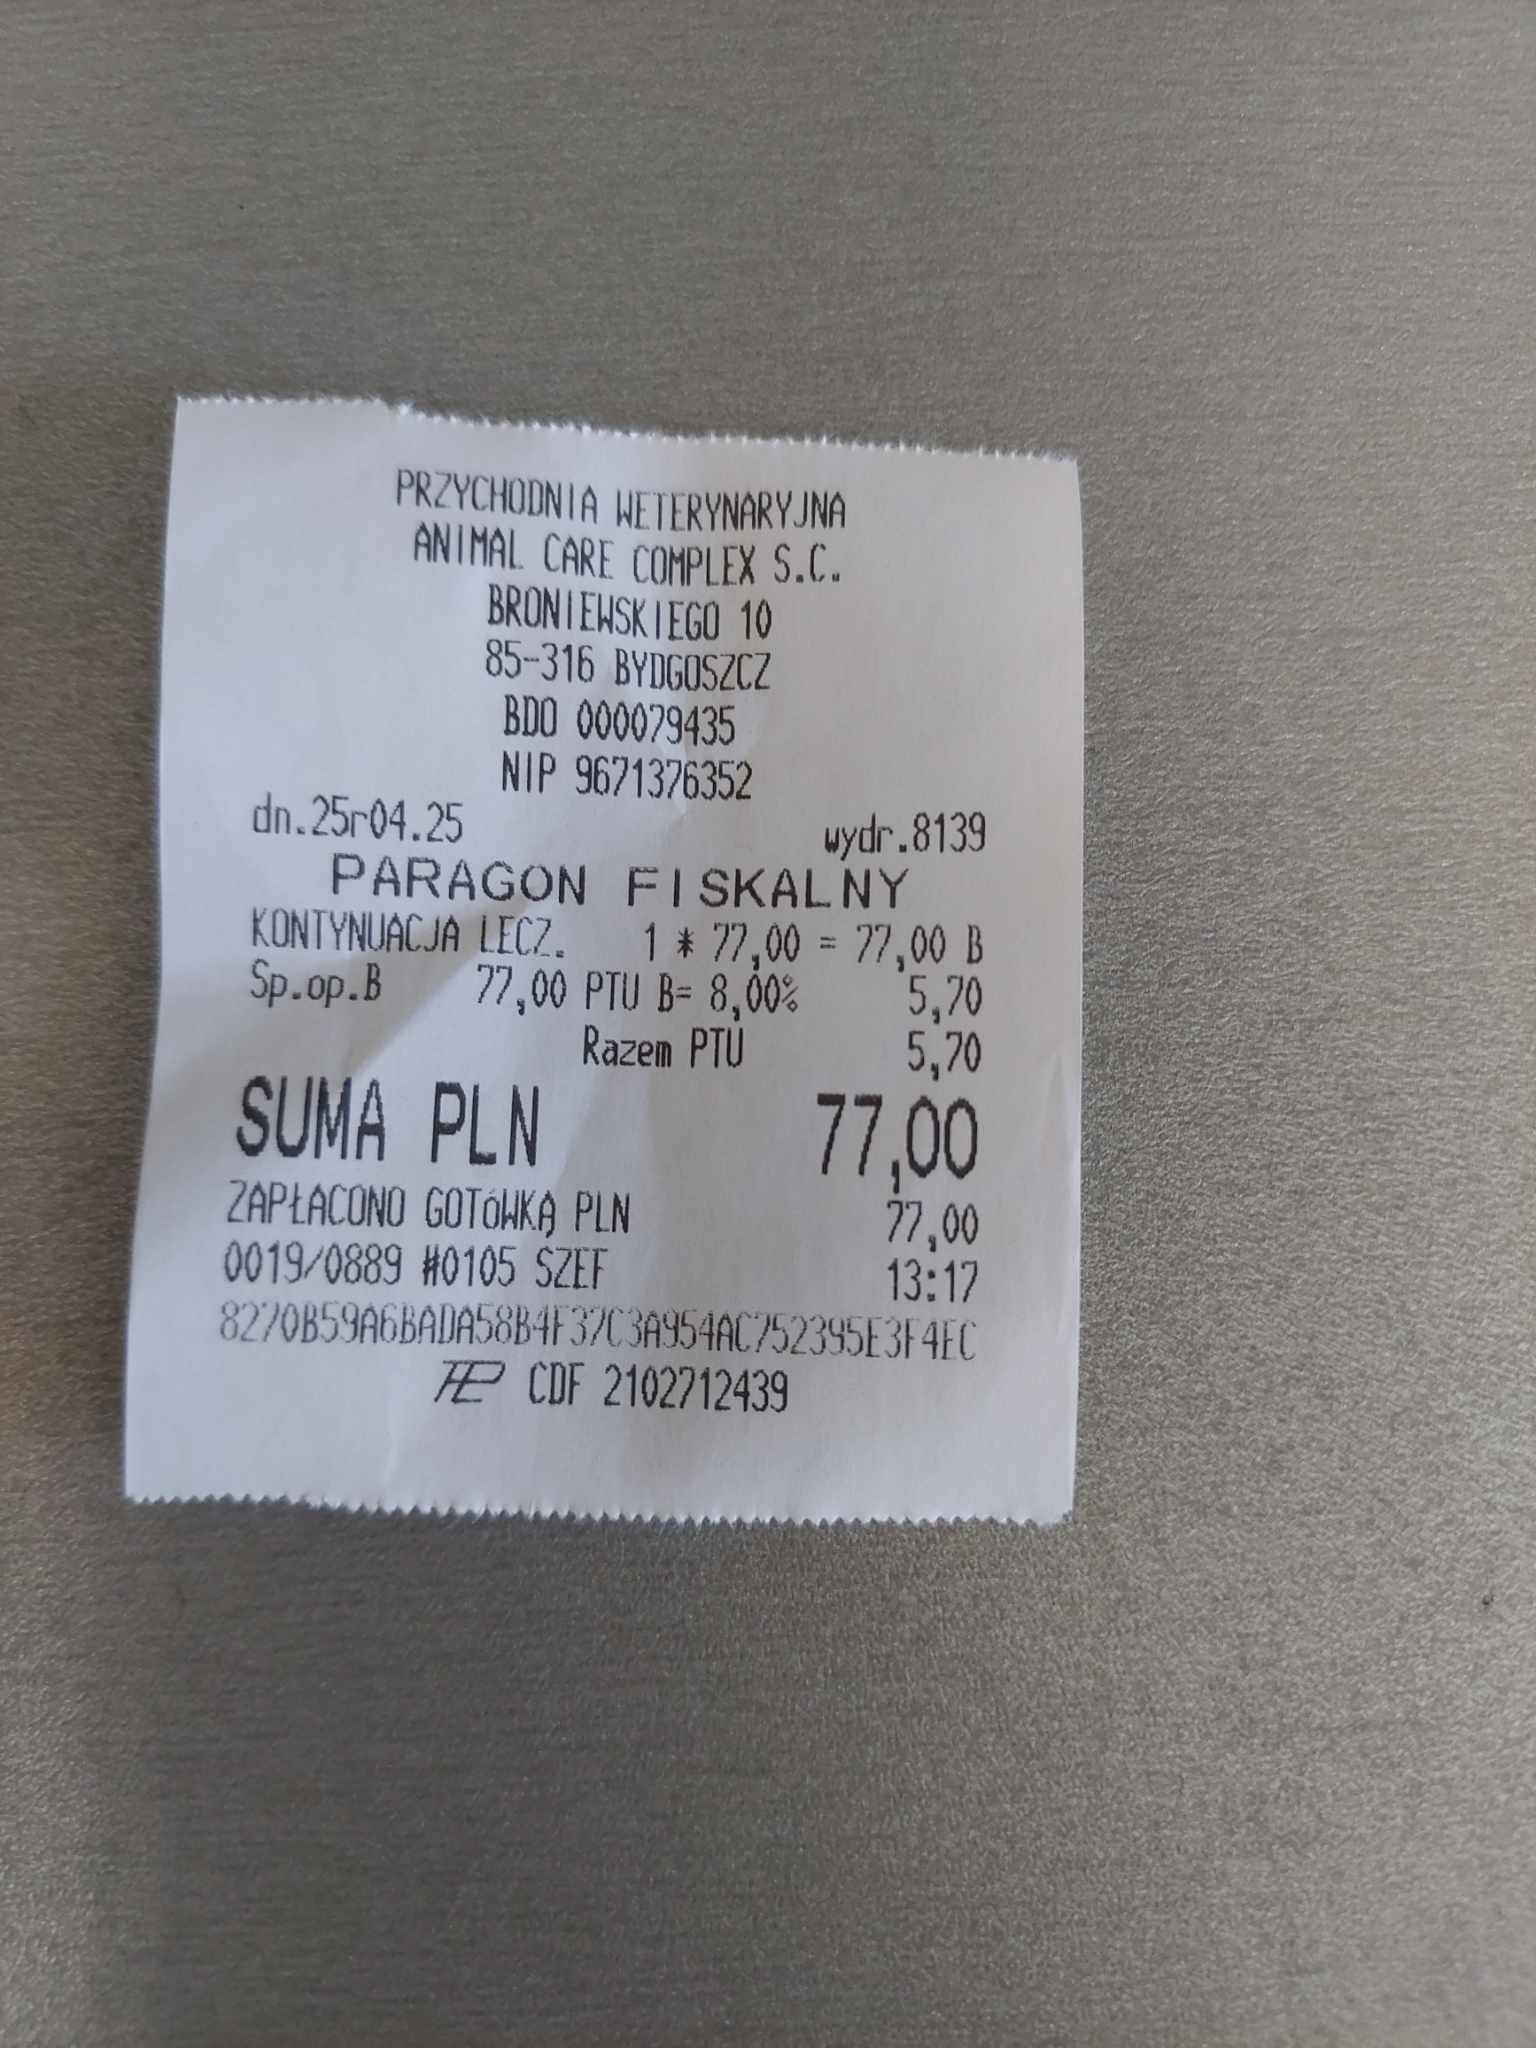 PRZYCHODNIA WETERYNARYJNA
ANIMAL CARE COMPLEX S.C.
BRONIEWSKIEGO 10
85-316 BYDGOSZCZ
BDO 000079435
NIP 9671376352
dn.25r04.25 wydr.8139
PARAGON FISKALNY
KONTYNUACJA LECZ. 1 * 77,00 = 77,00 B
Sp.op.B 77,00 PTU B= 8,00% 5,70
Razem PTU 5,70
SUMA PLN 77,00
ZAPŁACONO GOTÓWKĄ PLN 77,00
0019/0889 #0105 SZEF 13:17
8270B59A6BADA58B4F37C3A954AC752395E3F4EC
CDF 2102712439